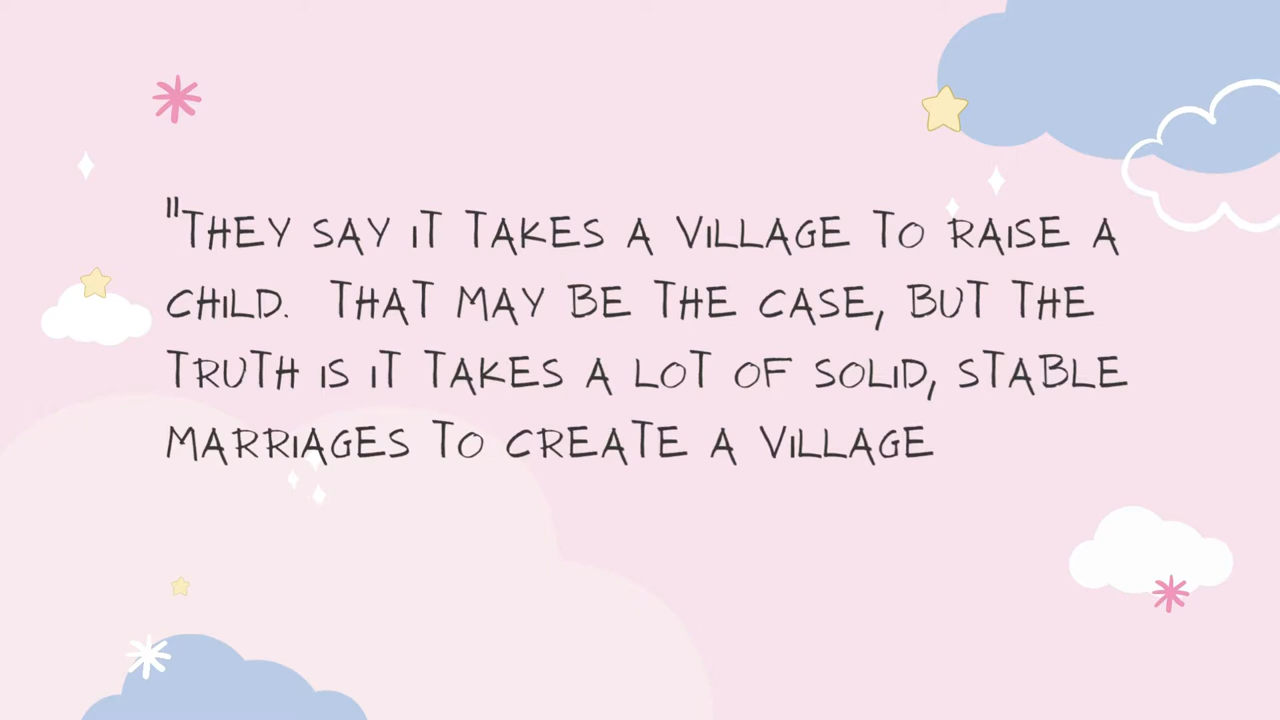 "THEY SAY IT TAKES A VILLAGE TO RAISE A
CHILD. THAT MAY BE THE CASE, BUT THE
TRUTH IS IT TAKES A LOT OF SOLID, STABLE
MARRIAGES TO CREATE A VILLAGE